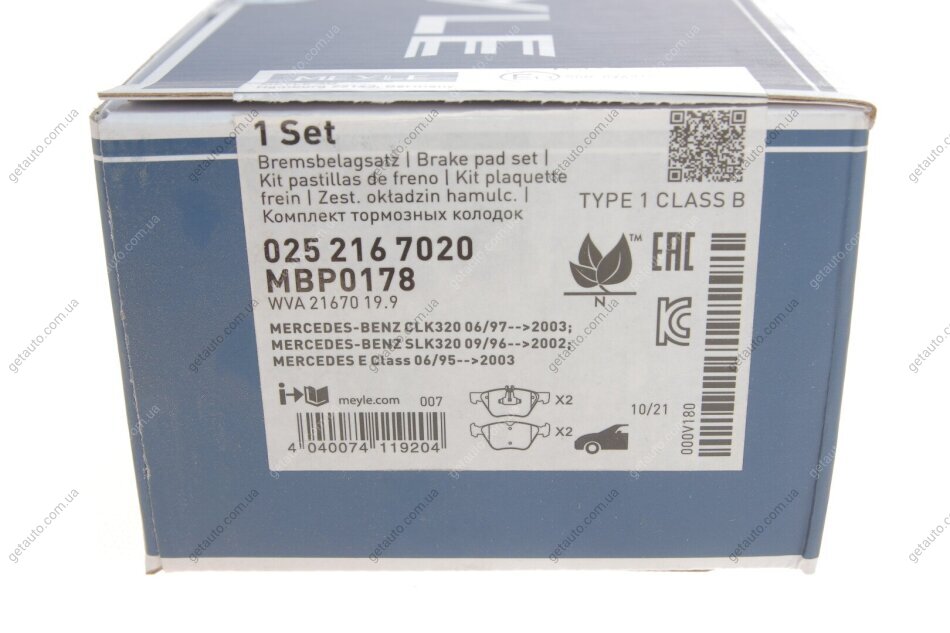 YLE
MEYLE
1 Set
Bremsbelagsatz | Brake pad set |
Kit pastillas de freno | Kit plaquette
frein | Zest. okładzin hamulc. |
Комплект тормозных колодок
TYPE 1 CLASS B
025 216 7020
MBP0178
WVA 21670 19.9
TM
EAC
N
MERCEDES-BENZ CLK320 06/97-->2003;
MERCEDES-BENZ SLK320 09/96-->2002;
MERCEDES E Class 06/95-->2003
i
meyle.com 007
X2
X2
10/21
000V180
4 040074 119204
getauto.com.ua